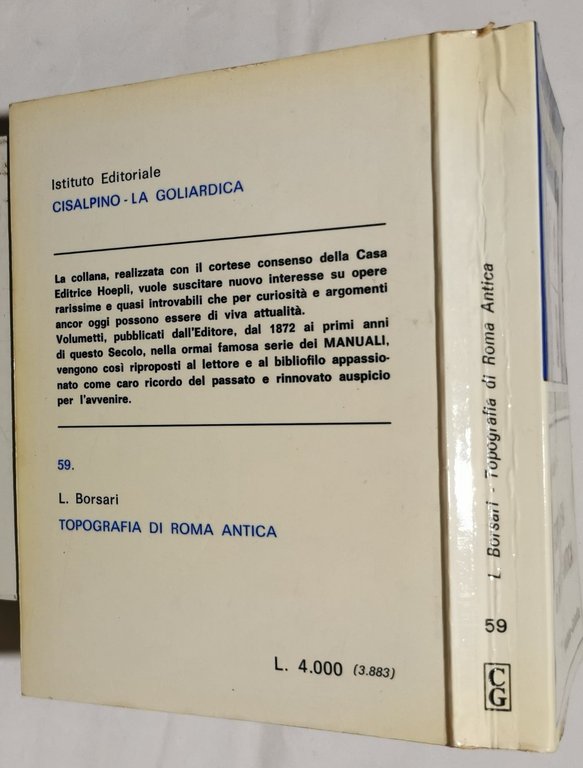 Istituto Editoriale
CISALPINO - LA GOLIARDICA
La collana, realizzata con il cortese consenso della Casa
Editrice Hoepli, vuole suscitare nuovo interesse su opere
rarissime e quasi introvabili che per curiosità e argomenti
ancor oggi possono essere di viva attualità.
Volumetti, pubblicati dall'Editore, dal 1872 ai primi anni
di questo Secolo, nella ormai famosa serie dei MANUALI,
vengono così riproposti al lettore e al bibliofilo appassio-
nato come caro ricordo del passato e rinnovato auspicio
per l'avvenire.
59.
L. Borsari
TOPOGRAFIA DI ROMA ANTICA
L. 4.000 (3.883)
L. Borsari - Topografia di Roma Antica
59
CG